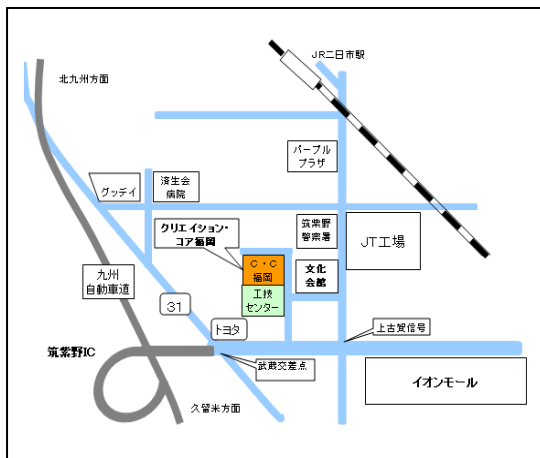 JR二日市駅
北九州方面
パープル
プラザ
グッデイ
済生会
病院
クリエイション・
コア福岡
筑紫野
警察署
JT工場
C・C
福岡
文化
会館
九州
自動車道
工技
センター
31
トヨタ
上古賀信号
筑紫野IC
武蔵交差点
イオンモール
久留米方面